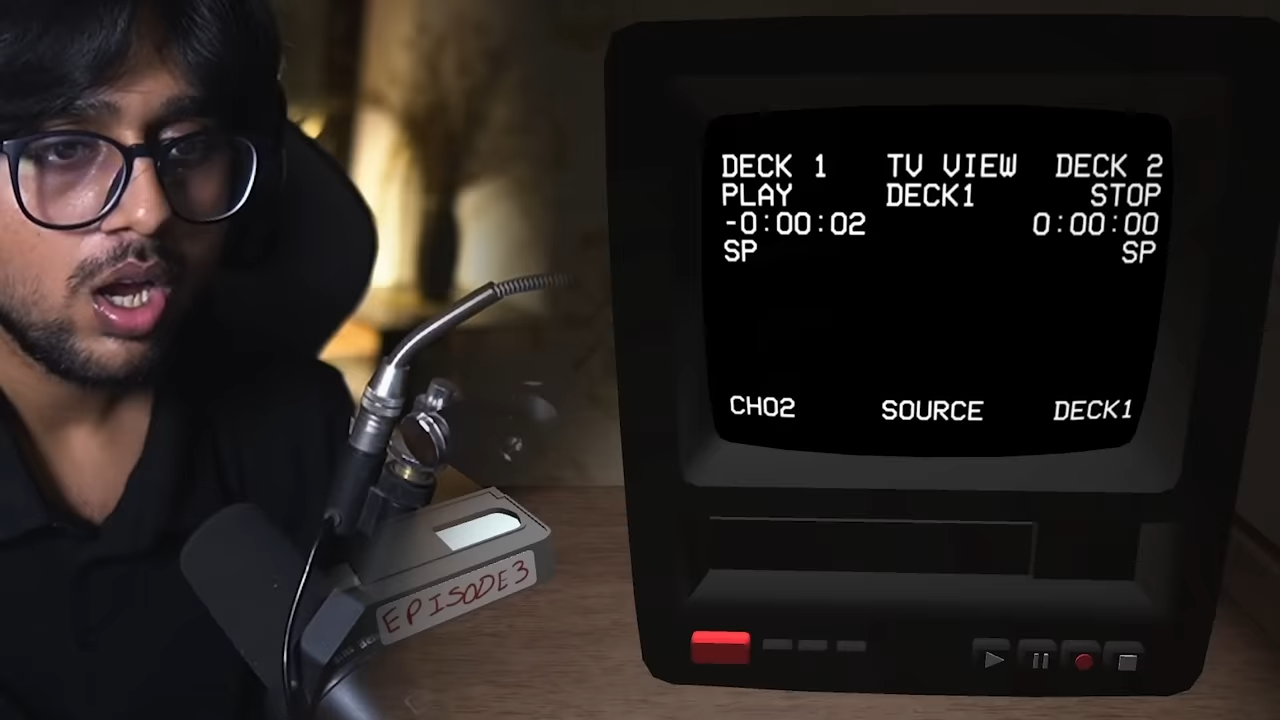 DECK 1 TV VIEW DECK 2
PLAY DECK1 STOP
-0:00:02 0:00:00
SP SP
CH02 SOURCE DECK1
EPISODE3